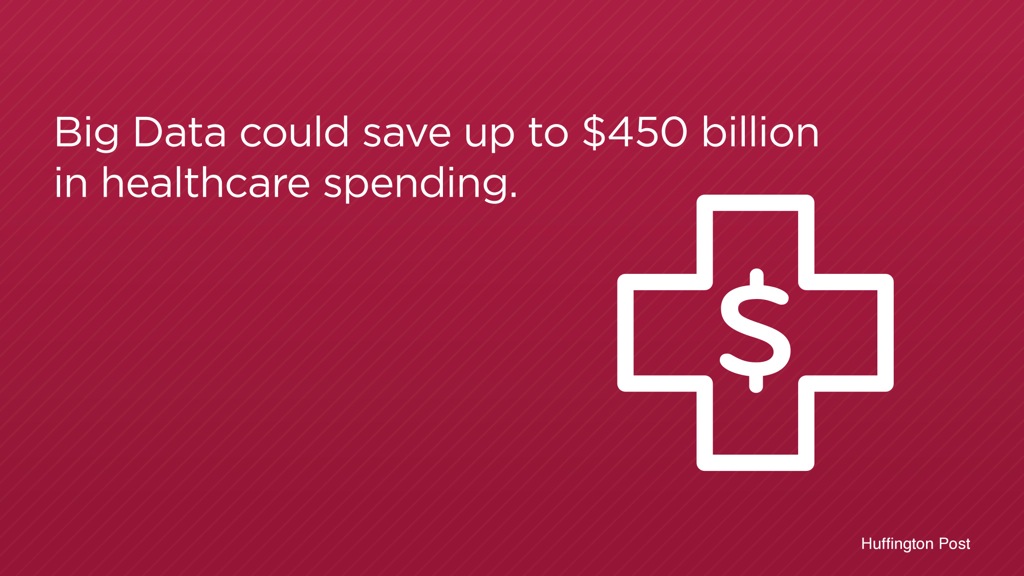 Big Data could save up to $450 billion
in healthcare spending.
$
Huffington Post